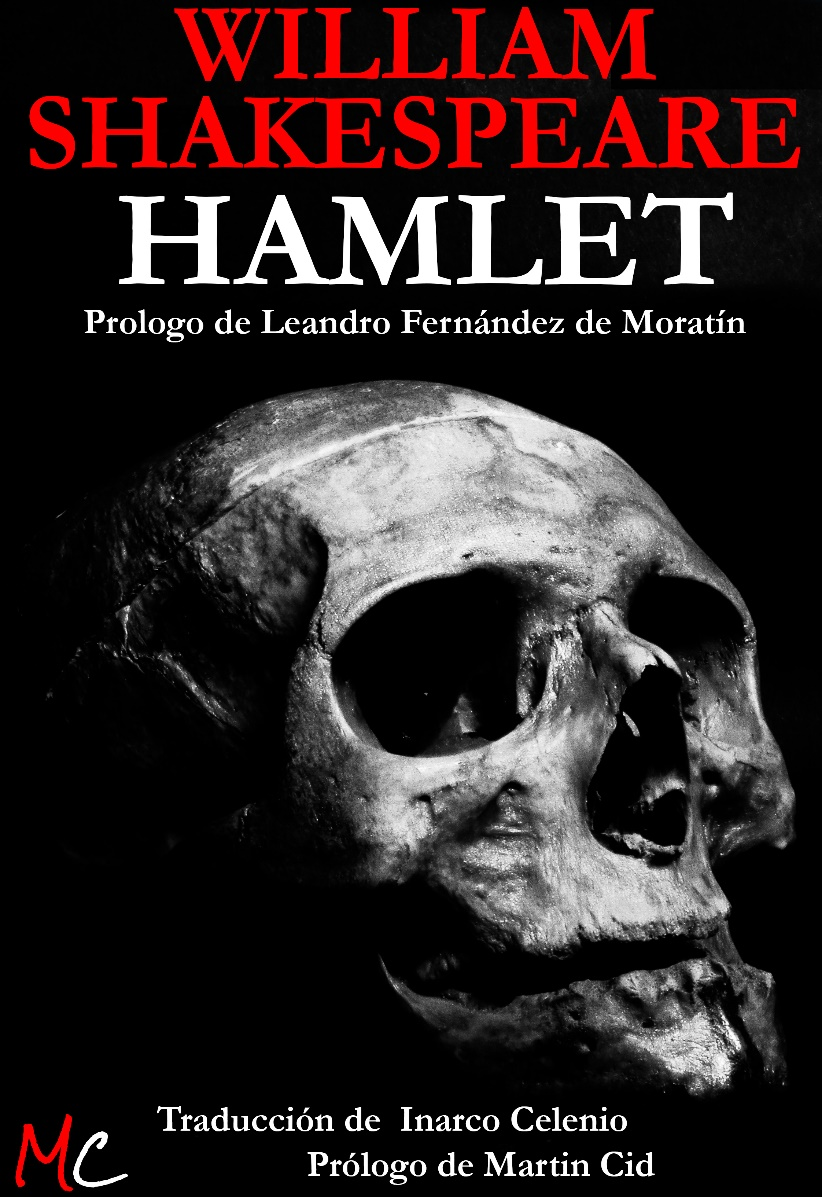 WILLIAM
SHAKESPEARE
HAMLET
Prologo de Leandro Fernández de Moratín
Traducción de Inarco Celenio
Prólogo de Martin Cid
MC